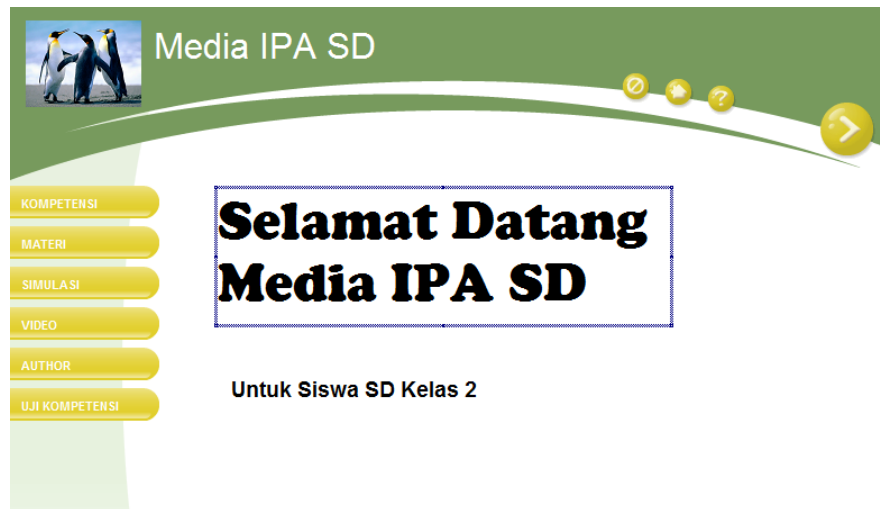 Media IPA SD
?
KOMPETENSI
MATERI
SIMULASI
VIDEO
AUTHOR
UJI KOMPETENSI
Selamat Datang
Media IPA SD
Untuk Siswa SD Kelas 2